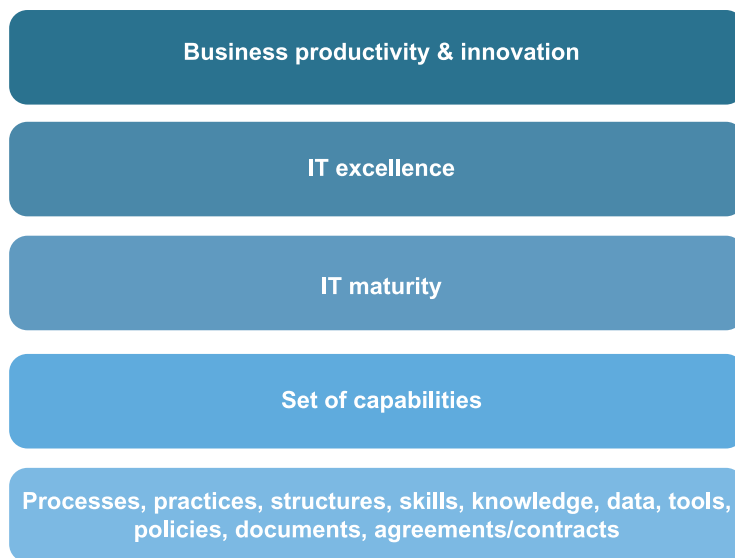 Business productivity & innovation
IT excellence
IT maturity
Set of capabilities
Processes, practices, structures, skills, knowledge, data, tools,
policies, documents, agreements/contracts